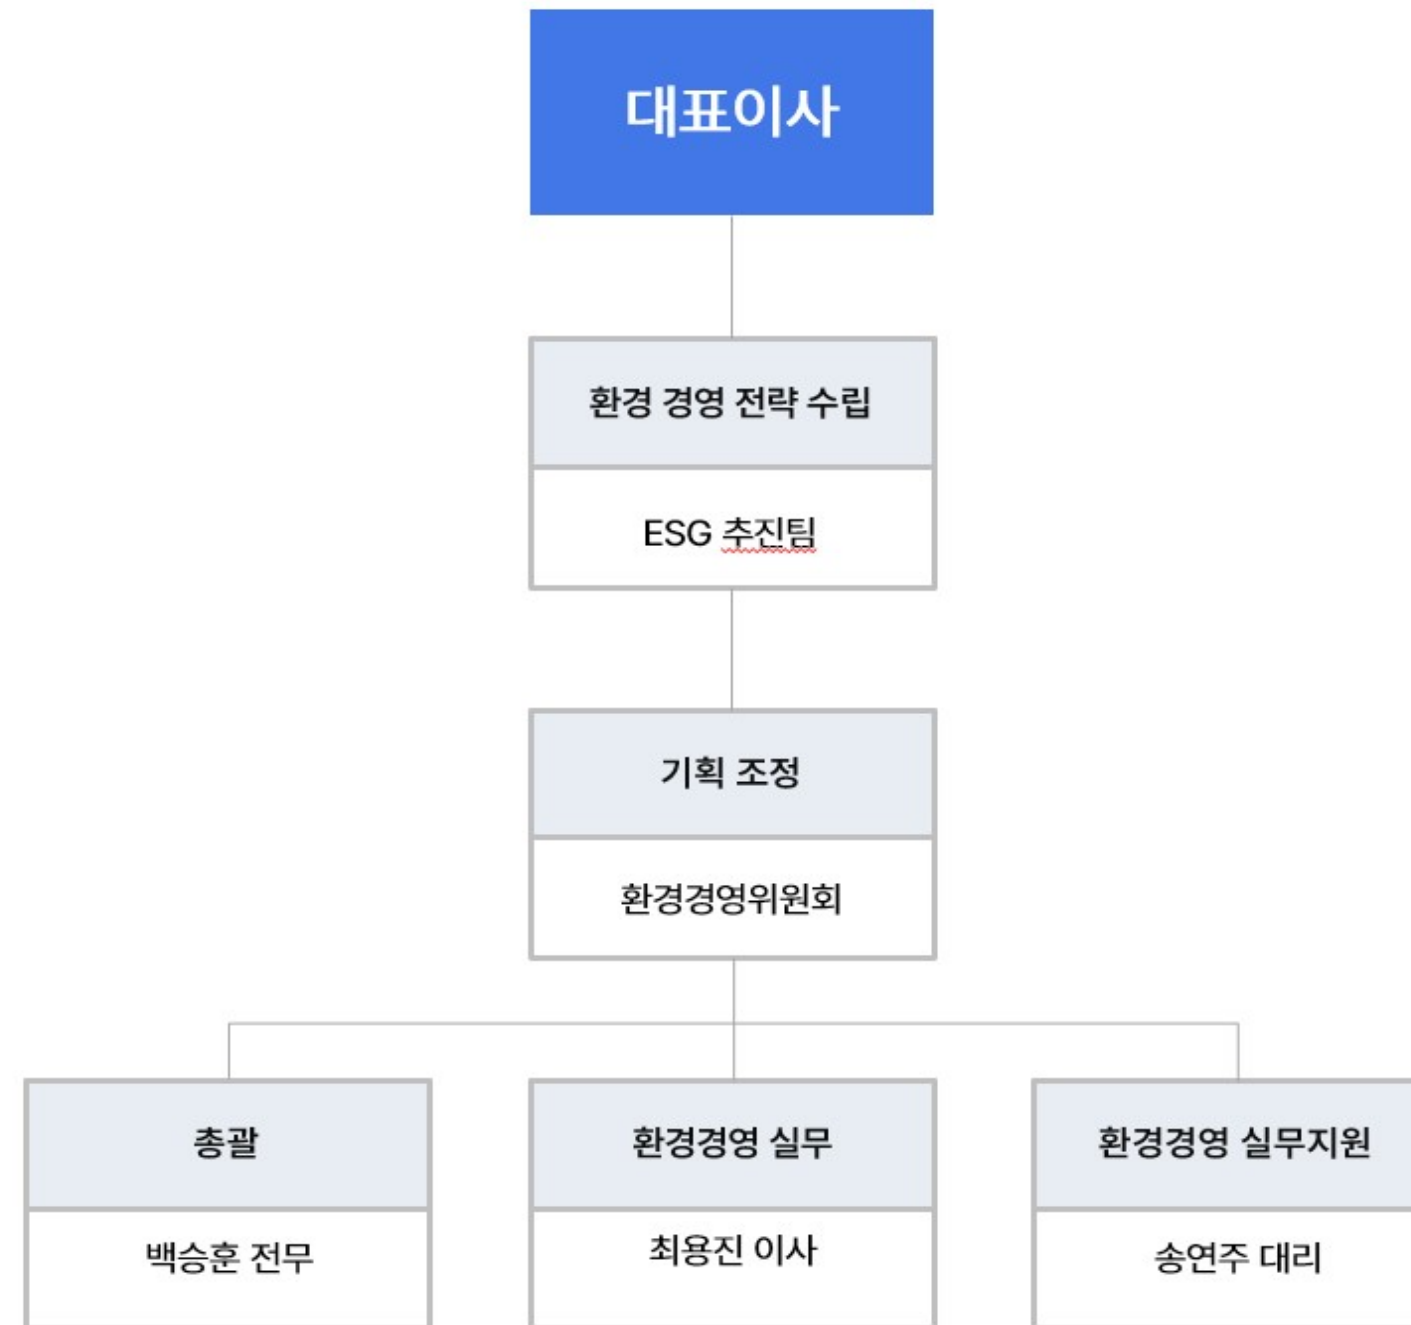 대표이사
환경 경영 전략 수립
ESG 추진팀
기획 조정
환경경영위원회
총괄
백승훈 전무
환경경영 실무
최용진 이사
환경경영 실무지원
송연주 대리